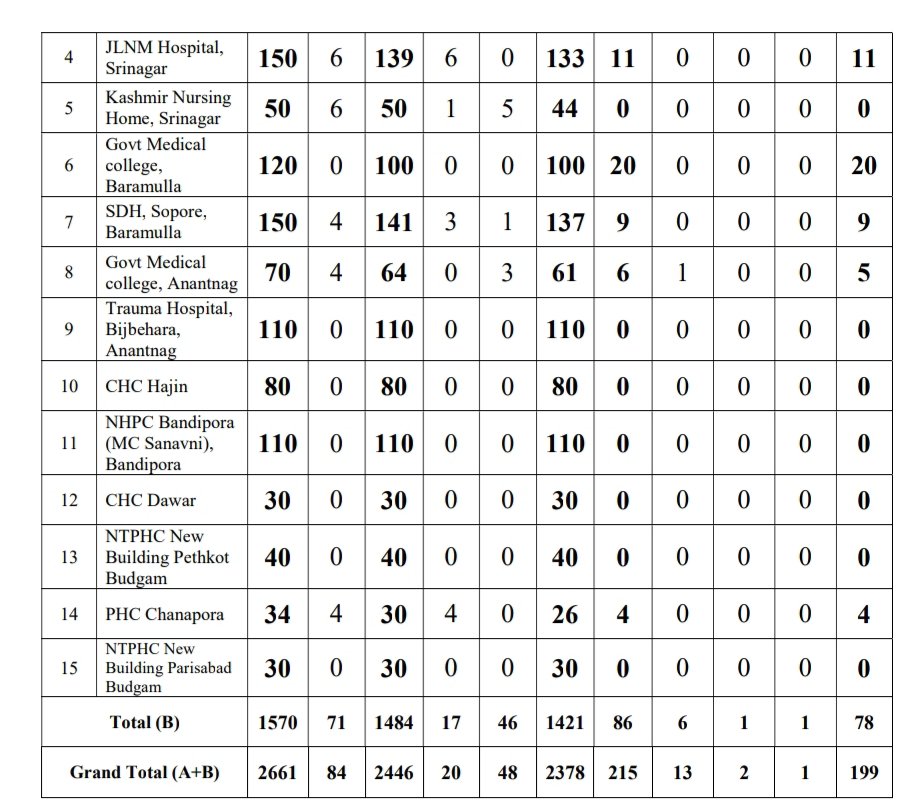 4 JLNM Hospital, Srinagar 150 6 139 6 0 133 11 0 0 0 11
5 Kashmir Nursing Home, Srinagar 50 6 50 1 5 44 0 0 0 0 0
6 Govt Medical college, Baramulla 120 0 100 0 0 100 20 0 0 0 20
7 SDH, Sopore, Baramulla 150 4 141 3 1 137 9 0 0 0 9
8 Govt Medical college, Anantnag 70 4 64 0 3 61 6 1 0 0 5
9 Trauma Hospital, Bijbehara, Anantnag 110 0 110 0 0 110 0 0 0 0 0
10 CHC Hajin 80 0 80 0 0 80 0 0 0 0 0
11 NHPC Bandipora (MC Sanavni), Bandipora 110 0 110 0 0 110 0 0 0 0 0
12 CHC Dawar 30 0 30 0 0 30 0 0 0 0 0
13 NTPHC New Building Pethkot Budgam 40 0 40 0 0 40 0 0 0 0 0
14 PHC Chanapora 34 4 30 4 0 26 4 0 0 0 4
15 NTPHC New Building Parisabad Budgam 30 0 30 0 0 30 0 0 0 0 0
Total (B) 1570 71 1484 17 46 1421 86 6 1 1 78
Grand Total (A+B) 2661 84 2446 20 48 2378 215 13 2 1 199